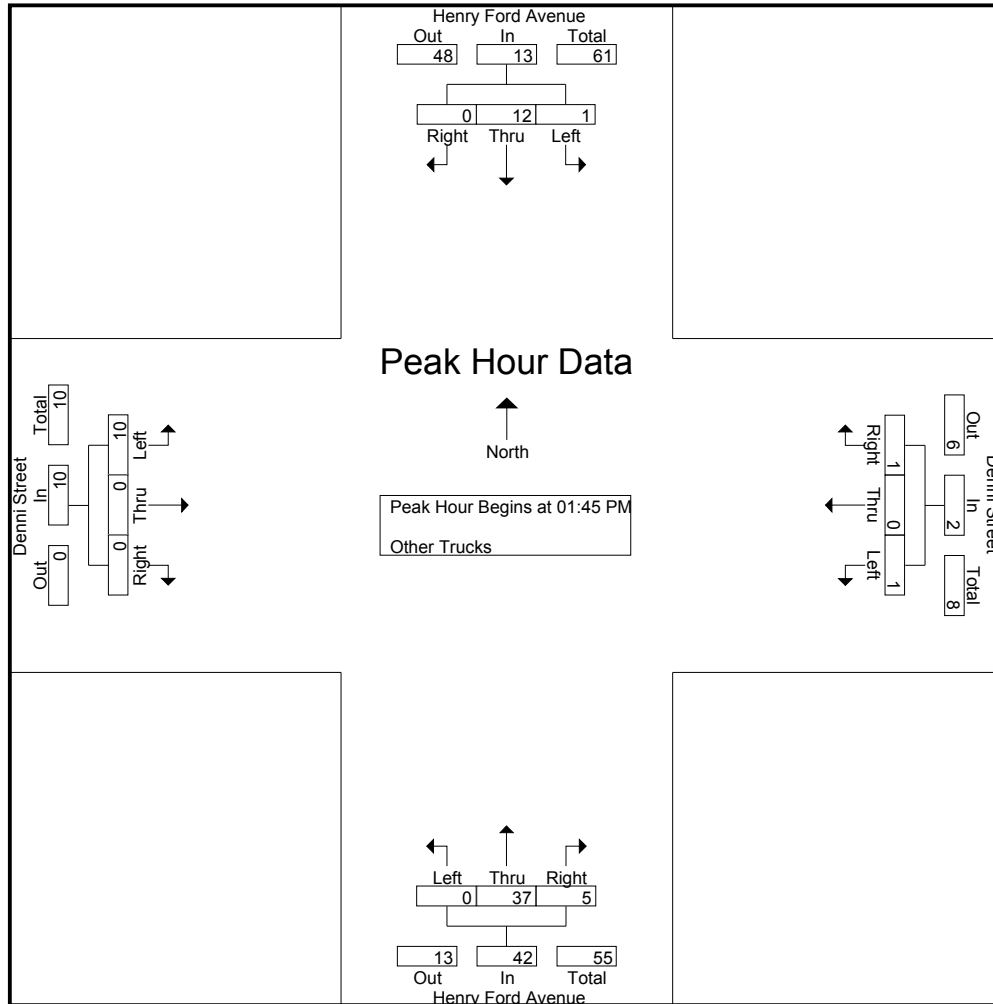 Henry Ford Avenue
Out In Total
48 13 61
0 12 1
Right Thru Left
Peak Hour Data
North
Peak Hour Begins at 01:45 PM
Other Trucks
Denni Street
Out In Total
0 10 10
Right Thru Left
0 0 10
Denni Street
Out In Total
6 2 8
Right Thru Left
1 0 1
Left Thru Right
0 37 5
13 42 55
Out In Total
Henry Ford Avenue